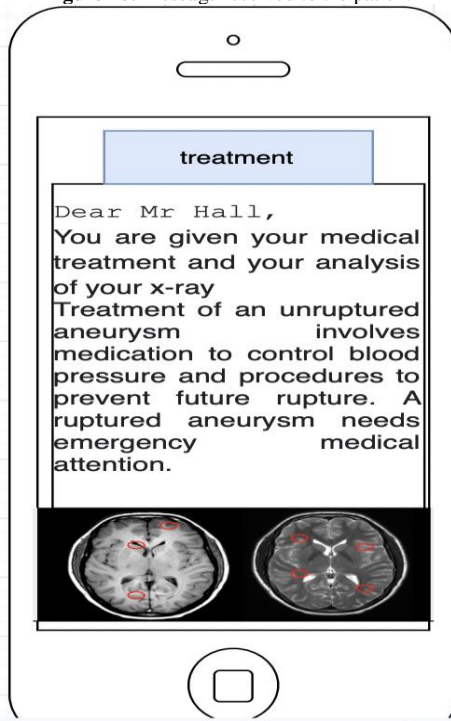 treatment
Dear Mr Hall,
You are given your medical
treatment and your analysis
of your x-ray
Treatment of an unruptured
aneurysm involves
medication to control blood
pressure and procedures to
prevent future rupture. A
ruptured aneurysm needs
emergency medical
attention.